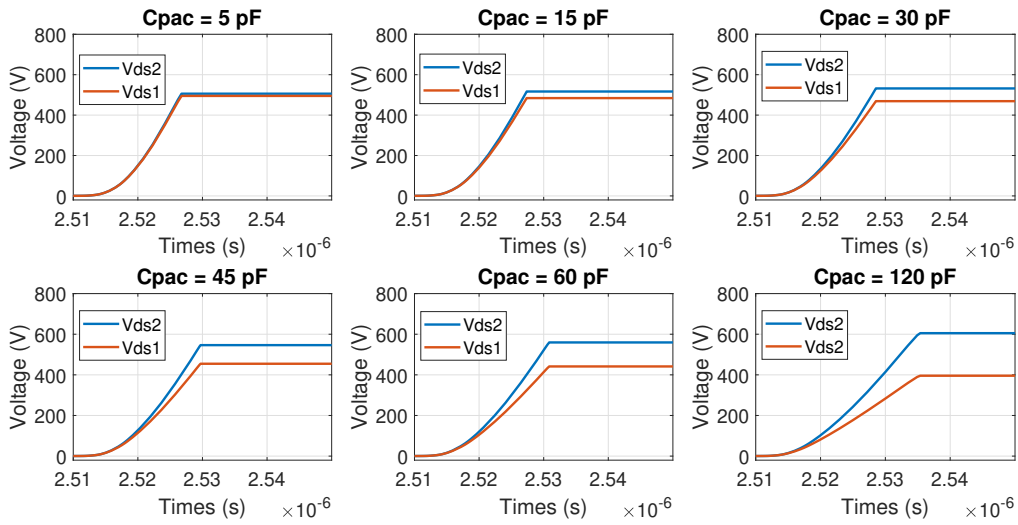 Cpac = 5 pF
800
600
400
200
0
Voltage (V)
Vds2
Vds1
2.51 2.52 2.53 2.54
Times (s) ×10-6
Cpac = 15 pF
800
600
400
200
0
Voltage (V)
Vds2
Vds1
2.51 2.52 2.53 2.54
Times (s) ×10-6
Cpac = 30 pF
800
600
400
200
0
Voltage (V)
Vds2
Vds1
2.51 2.52 2.53 2.54
Times (s) ×10-6
Cpac = 45 pF
800
600
400
200
0
Voltage (V)
Vds2
Vds1
2.51 2.52 2.53 2.54
Times (s) ×10-6
Cpac = 60 pF
800
600
400
200
0
Voltage (V)
Vds2
Vds1
2.51 2.52 2.53 2.54
Times (s) ×10-6
Cpac = 120 pF
800
600
400
200
0
Voltage (V)
Vds2
Vds2
2.51 2.52 2.53 2.54
Times (s) ×10-6